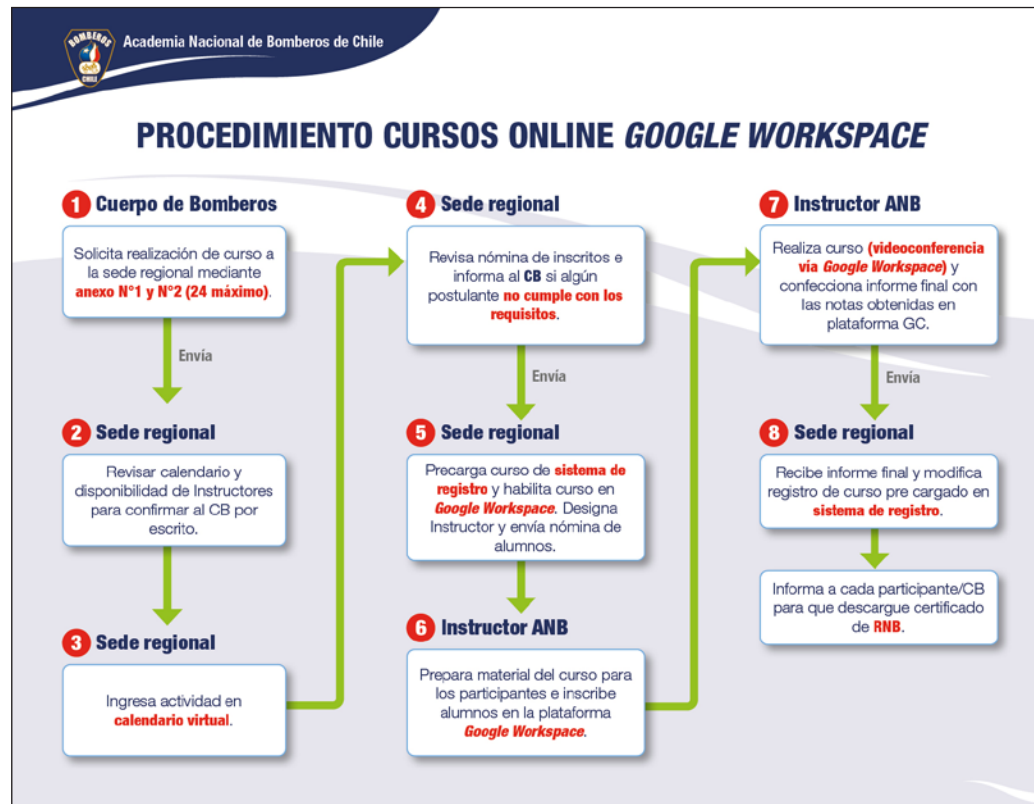 BOMBEROS
CHILE
Academia Nacional de Bomberos de Chile
PROCEDIMIENTO CURSOS ONLINE GOOGLE WORKSPACE
1 Cuerpo de Bomberos
Solicita realización de curso a
la sede regional mediante
anexo N°1 y N°2 (24 máximo).
Envía
2 Sede regional
Revisar calendario y
disponibilidad de Instructores
para confirmar al CB por
escrito.
3 Sede regional
Ingresa actividad en
calendario virtual.
4 Sede regional
Revisa nómina de inscritos e
informa al CB si algún
postulante no cumple con los
requisitos.
Envía
5 Sede regional
Precarga curso de sistema de
registro y habilita curso en
Google Workspace. Designa
Instructor y envía nómina de
alumnos.
6 Instructor ANB
Prepara material del curso para
los participantes e inscribe
alumnos en la plataforma
Google Workspace.
7 Instructor ANB
Realiza curso (videoconferencia
vía Google Workspace) y
confecciona informe final con
las notas obtenidas en
plataforma GC.
Envía
8 Sede regional
Recibe informe final y modifica
registro de curso pre cargado en
sistema de registro.
Informa a cada participante/CB
para que descargue certificado
de RNB.